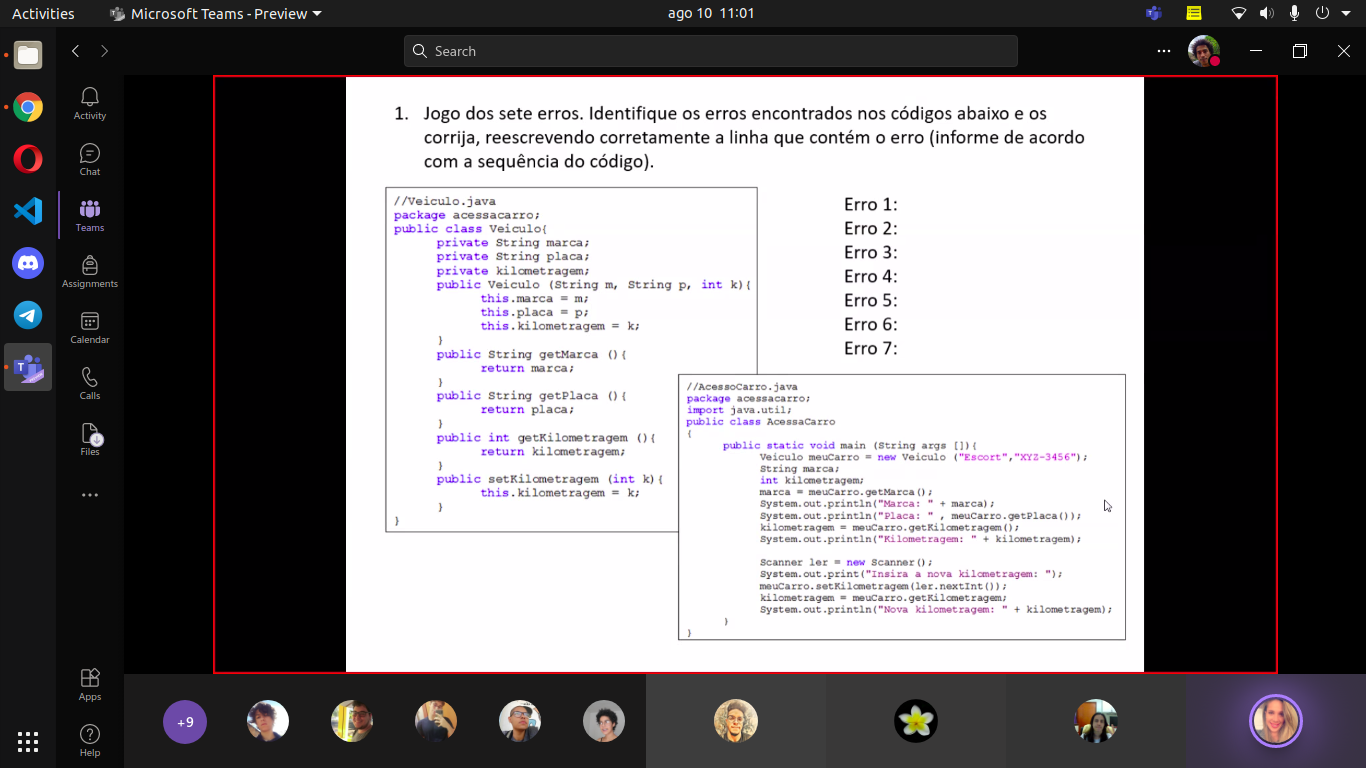 Activities
Microsoft Teams - Preview
ago 10 11:01
Search
Activity
Chat
Teams
Assignments
Calendar
Calls
Files
Apps
Help
1. Jogo dos sete erros. Identifique os erros encontrados nos códigos abaixo e os
corrija, reescrevendo corretamente a linha que contém o erro (informe de acordo
com a sequência do código).
//Veiculo.java
package acessacarro;
public class Veiculo{
private String marca;
private String placa;
private kilometragem;
public Veiculo (String m, String p, int k){
this.marca = m;
this.placa = p;
this.kilometragem = k;
}
public String getMarca (){
return marca;
}
public String getPlaca (){
return placa;
}
public int getKilometragem (){
return kilometragem;
}
public setKilometragem (int k){
this.kilometragem = k;
}
}
Erro 1:
Erro 2:
Erro 3:
Erro 4:
Erro 5:
Erro 6:
Erro 7:
//AcessoCarro.java
package acessacarro;
import java.util;
public class AcessaCarro
{
public static void main (String args []){
Veiculo meuCarro = new Veiculo ("Escort","XYZ-3456");
String marca;
int kilometragem;
marca = meuCarro.getMarca();
System.out.println("Marca: " + marca);
System.out.println("Placa: " , meuCarro.getPlaca());
kilometragem = meuCarro.getKilometragem();
System.out.println("Kilometragem: " + kilometragem);
Scanner ler = new Scanner();
System.out.print("Insira a nova kilometragem: ");
meuCarro.setKilometragem(ler.nextInt());
kilometragem = meuCarro.getKilometragem;
System.out.println("Nova kilometragem: " + kilometragem);
}
}
+9